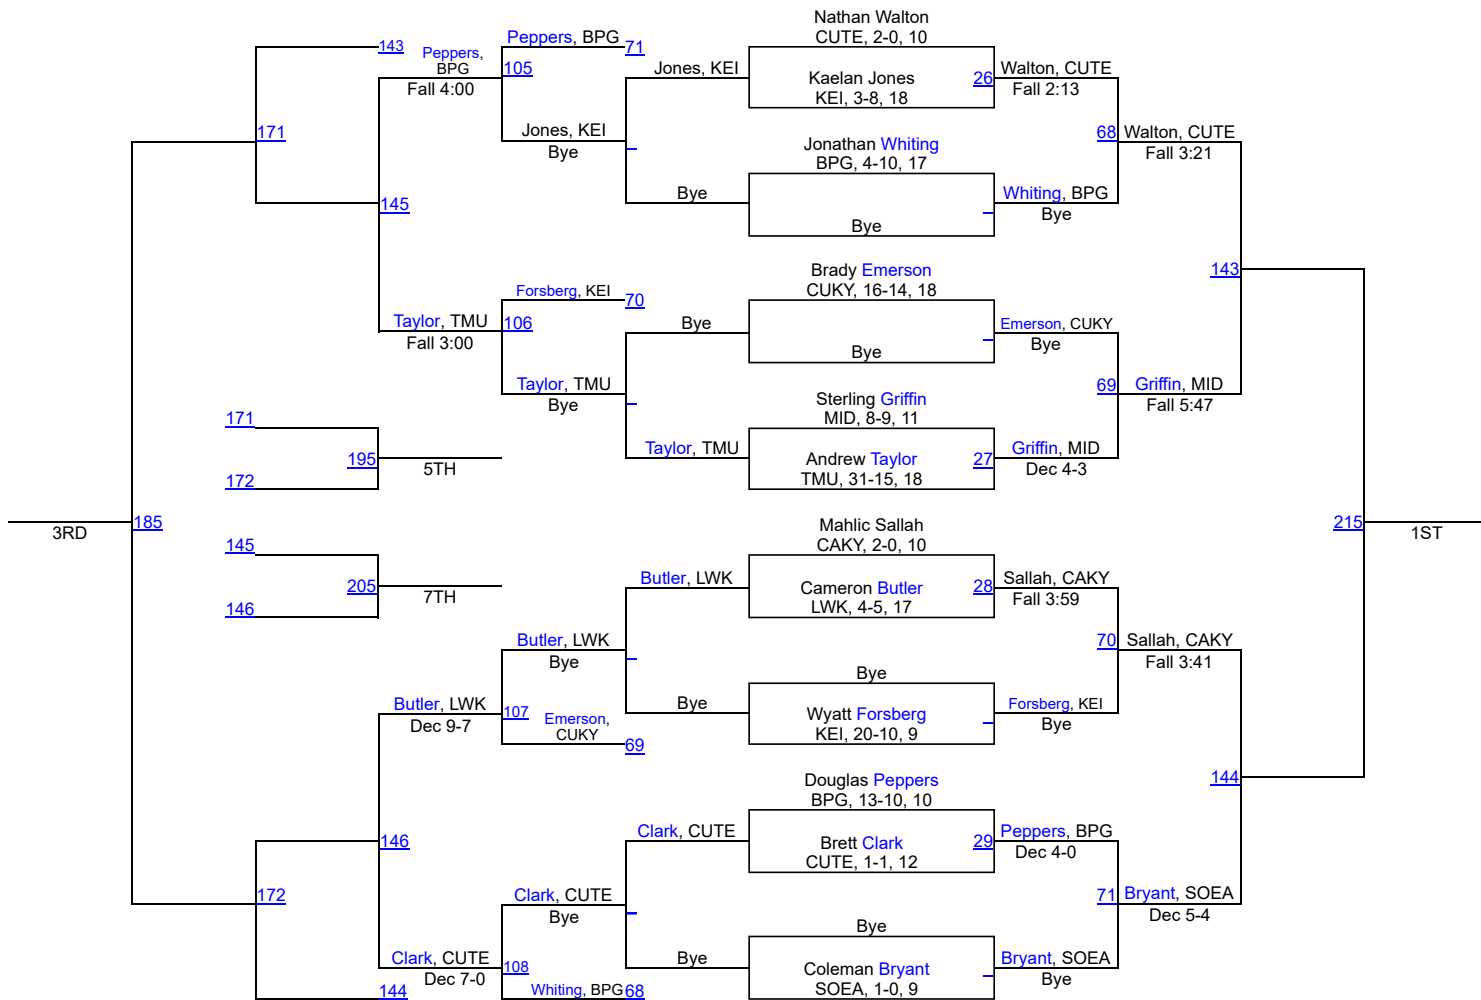 Nathan Walton
CUTE, 2-0, 10
Peppers, BPG
71
143
Peppers,
BPG
Fall 4:00
105
Jones, KEI
Kaelan Jones
KEI, 3-8, 18
26
Walton, CUTE
Fall 2:13
171
Jones, KEI
Bye
Jonathan Whiting
BPG, 4-10, 17
68
Walton, CUTE
Fall 3:21
145
Bye
Bye
Whiting, BPG
Bye
Brady Emerson
CUKY, 16-14, 18
143
Forsberg, KEI
70
Taylor, TMU
Fall 3:00
106
Bye
Bye
Emerson, CUKY
Bye
Taylor, TMU
Bye
Sterling Griffin
MID, 8-9, 11
69
Griffin, MID
Fall 5:47
171
195
5TH
172
Taylor, TMU
Andrew Taylor
TMU, 31-15, 18
27
Griffin, MID
Dec 4-3
3RD
185
Mahlic Sallah
CAKY, 2-0, 10
215
1ST
145
205
7TH
146
Butler, LWK
Cameron Butler
LWK, 4-5, 17
28
Sallah, CAKY
Fall 3:59
Butler, LWK
Bye
70
Sallah, CAKY
Fall 3:41
Bye
Butler, LWK
Dec 9-7
107
Emerson,
CUKY
69
Bye
Wyatt Forsberg
KEI, 20-10, 9
Forsberg, KEI
Bye
Douglas Peppers
BPG, 13-10, 10
144
146
Clark, CUTE
Brett Clark
CUTE, 1-1, 12
29
Peppers, BPG
Dec 4-0
172
Clark, CUTE
Bye
71
Bryant, SOEA
Dec 5-4
Bye
Clark, CUTE
Dec 7-0
108
Bye
Coleman Bryant
SOEA, 1-0, 9
Bryant, SOEA
Bye
144
Whiting, BPG
68